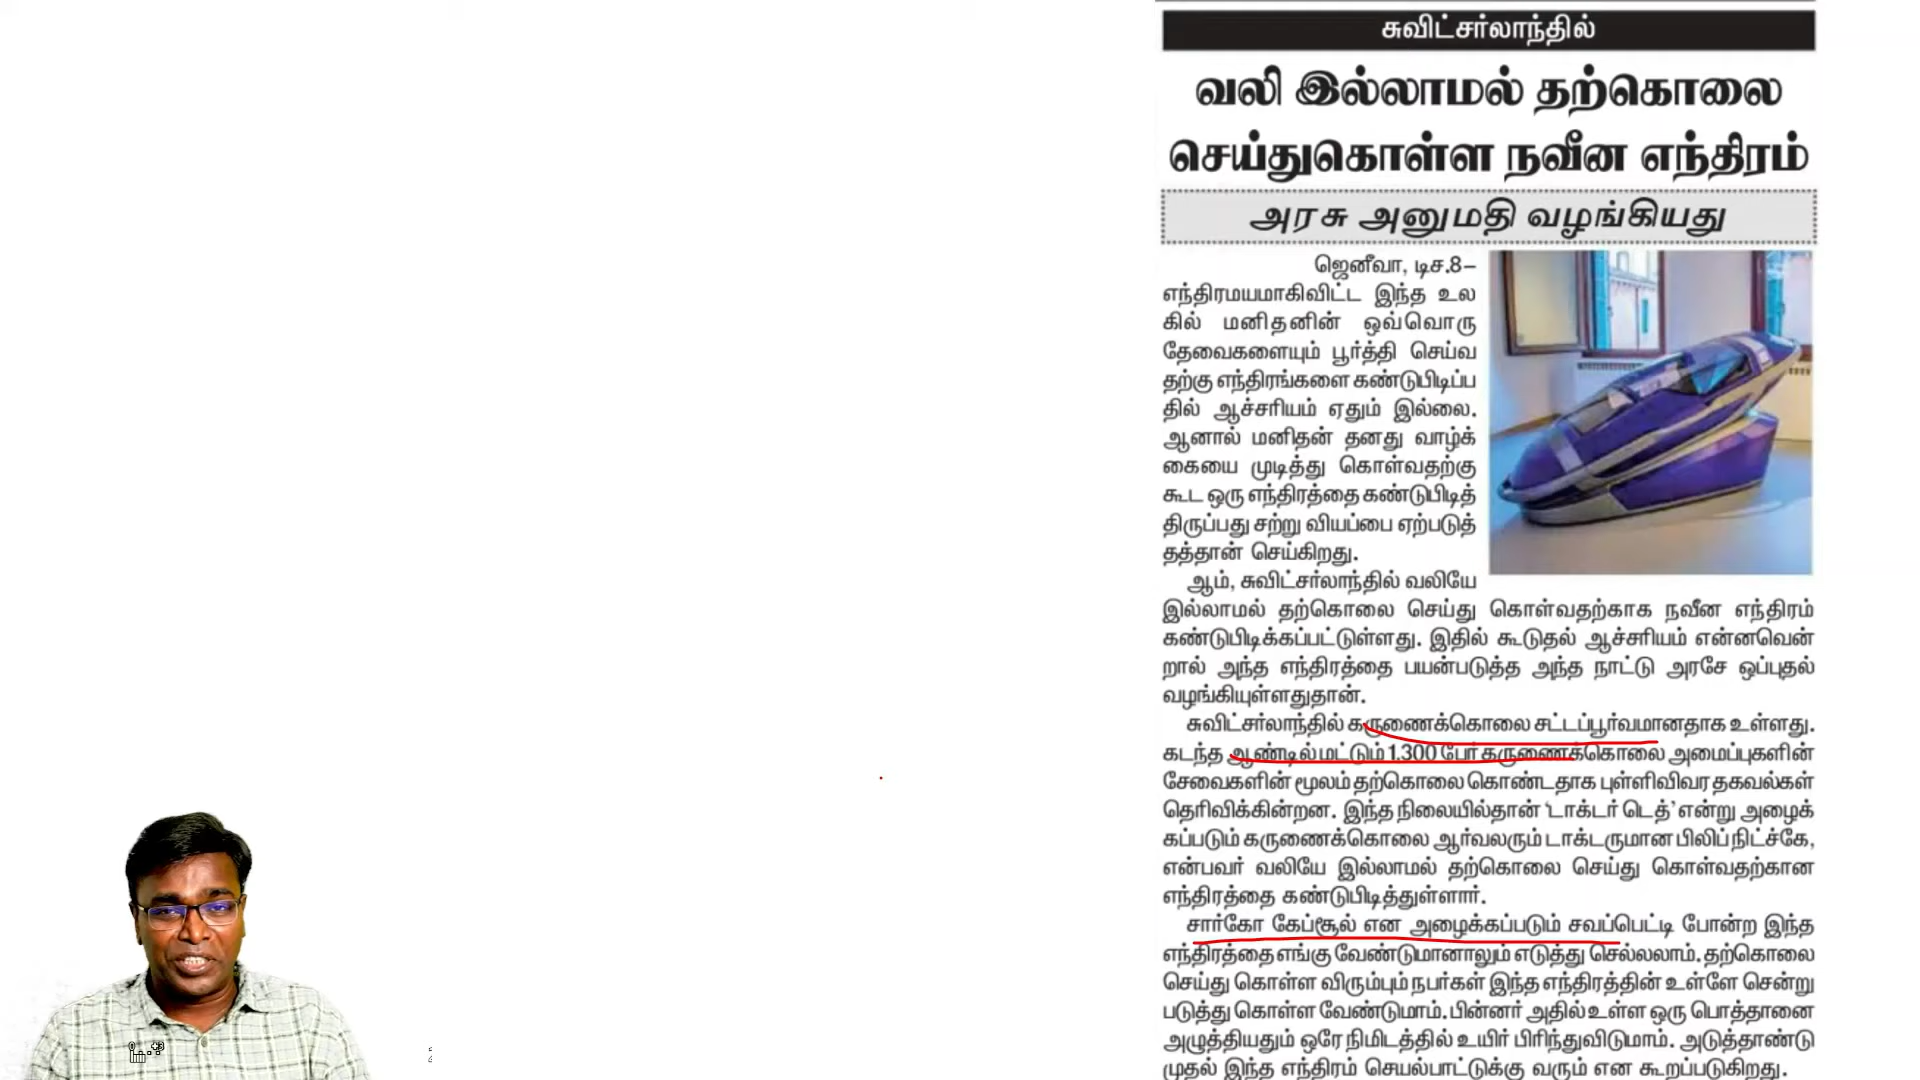 சுவிட்சர்லாந்தில்
வலி இல்லாமல் தற்கொலை
செய்துகொள்ள நவீன எந்திரம்
அரசு அனுமதி வழங்கியது
ஜெனீவா, டிச.8–
எந்திரமயமாகிவிட்ட இந்த உல
கில் மனிதனின் ஒவ்வொரு
தேவைகளையும் பூர்த்தி செய்வ
தற்கு எந்திரங்களை கண்டுபிடிப்ப
தில் ஆச்சரியம் ஏதும் இல்லை.
ஆனால் மனிதன் தனது வாழ்க்
கையை முடித்து கொள்வதற்கு
கூட ஒரு எந்திரத்தை கண்டுபிடித்
திருப்பது சற்று வியப்பை ஏற்படுத்
தத்தான் செய்கிறது.
ஆம், சுவிட்சர்லாந்தில் வலியே
இல்லாமல் தற்கொலை செய்து கொள்வதற்காக நவீன எந்திரம்
கண்டுபிடிக்கப்பட்டுள்ளது. இதில் கூடுதல் ஆச்சரியம் என்னவென்
றால் அந்த எந்திரத்தை பயன்படுத்த அந்த நாட்டு அரசே ஒப்புதல்
வழங்கியுள்ளதுதான்.
சுவிட்சர்லாந்தில் கருணைக்கொலை சட்டப்பூர்வமானதாக உள்ளது.
கடந்த ஆண்டில் மட்டும் 1,300 பேர் கருணைக்கொலை அமைப்புகளின்
சேவைகளின் மூலம் தற்கொலை கொண்டதாக புள்ளிவிவர தகவல்கள்
தெரிவிக்கின்றன. இந்த நிலையில்தான் 'டாக்டர் டெத்' என்று அழைக்
கப்படும் கருணைக்கொலை ஆர்வலரும் டாக்டருமான பிலிப் நிட்ச்கே,
என்பவர் வலியே இல்லாமல் தற்கொலை செய்து கொள்வதற்கான
எந்திரத்தை கண்டுபிடித்துள்ளார்.
சார்கோ கேப்சூல் என அழைக்கப்படும் சவப்பெட்டி போன்ற இந்த
எந்திரத்தை எங்கு வேண்டுமானாலும் எடுத்து செல்லலாம். தற்கொலை
செய்து கொள்ள விரும்பும் நபர்கள் இந்த எந்திரத்தின் உள்ளே சென்று
படுத்து கொள்ள வேண்டுமாம். பின்னர் அதில் உள்ள ஒரு பொத்தானை
அழுத்தியதும் ஒரே நிமிடத்தில் உயிர் பிரிந்துவிடுமாம். அடுத்தாண்டு
முதல் இந்த எந்திரம் செயல்பாட்டுக்கு வரும் என கூறப்படுகிறது.